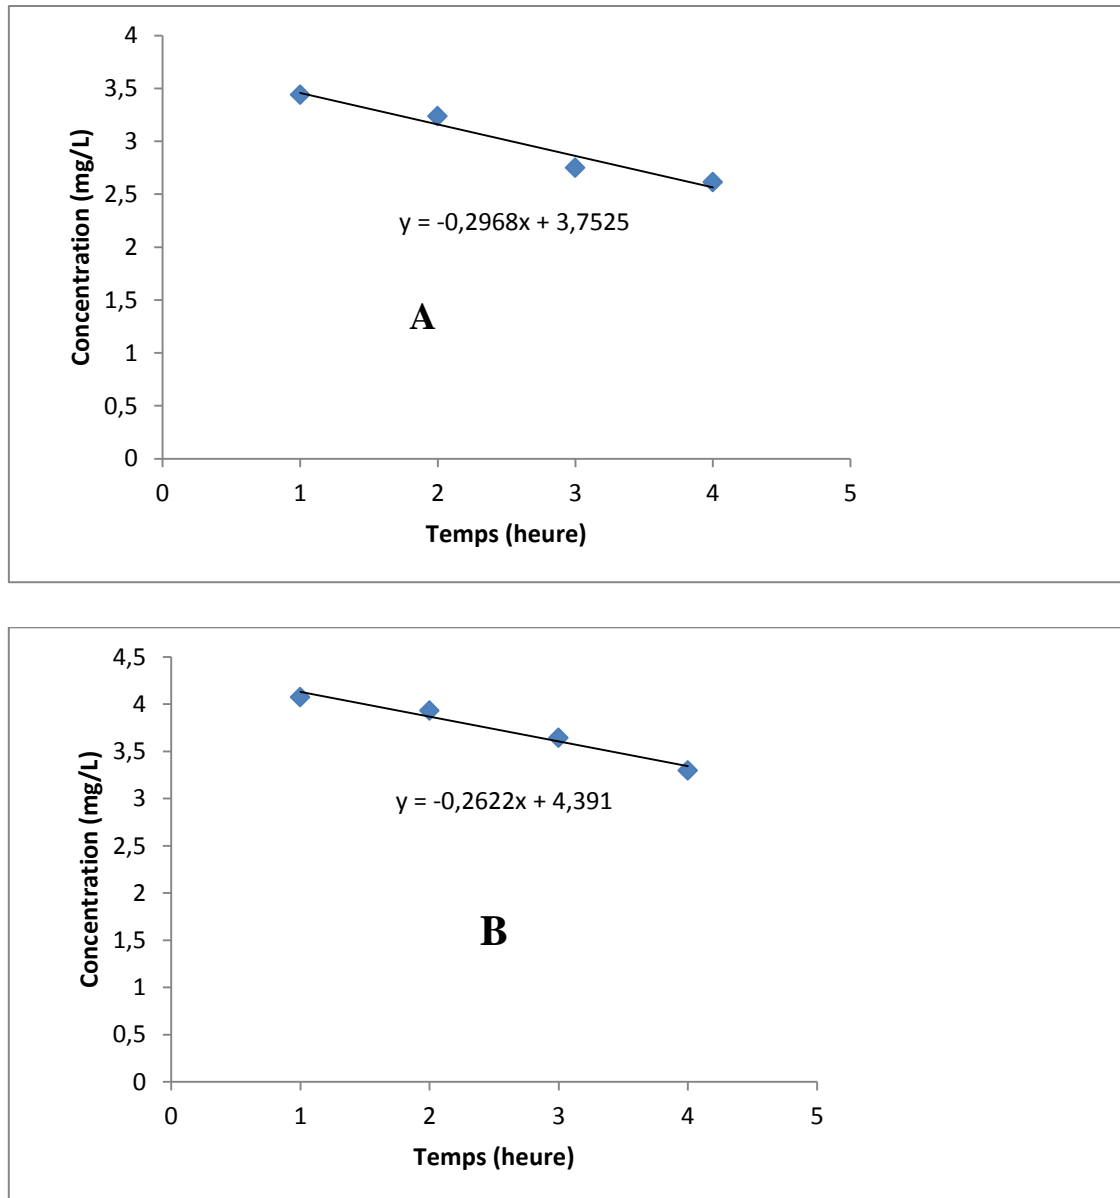 4
3,5
3
2,5
2
1,5
1
0,5
0
Concentration (mg/L)
y = -0,2968x + 3,7525
A
0 1 2 3 4 5
Temps (heure)
4,5
4
3,5
3
2,5
2
1,5
1
0,5
0
Concentration (mg/L)
y = -0,2622x + 4,391
B
0 1 2 3 4 5
Temps (heure)